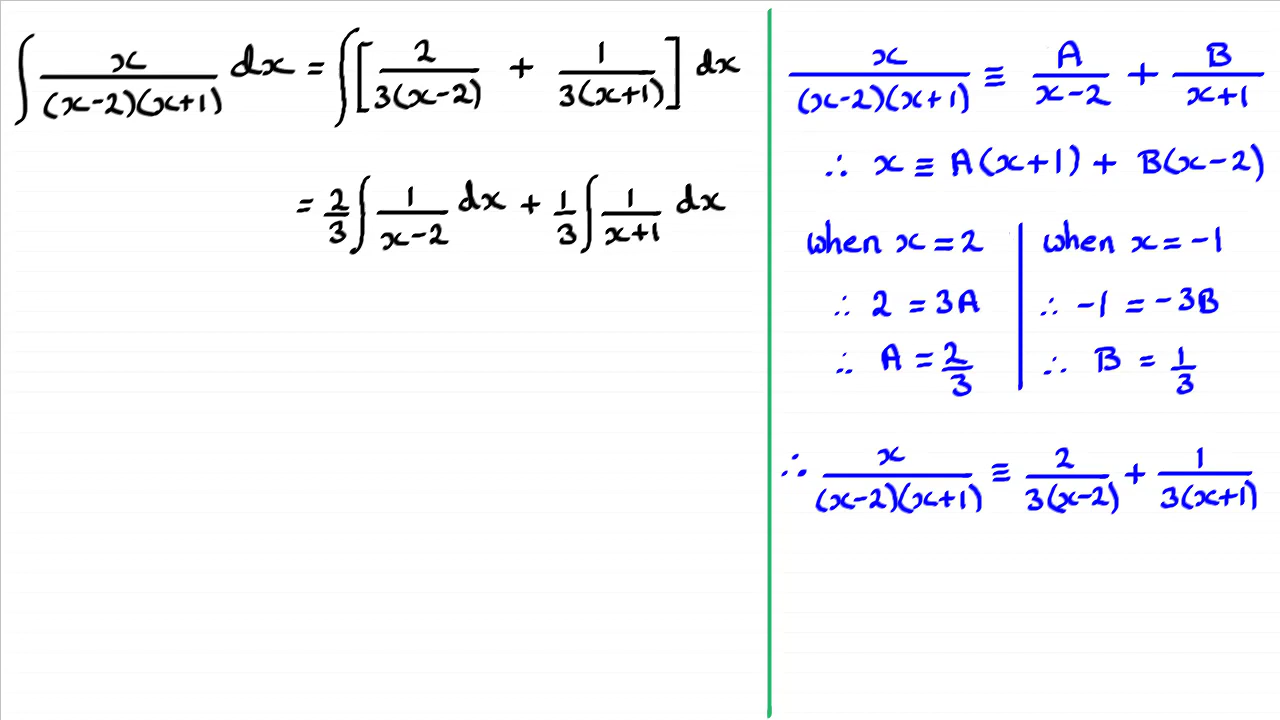 ∫ x/((x-2)(x+1)) dx = ∫ [ 2/(3(x-2)) + 1/(3(x+1)) ] dx
= 2/3 ∫ 1/(x-2) dx + 1/3 ∫ 1/(x+1) dx
x/((x-2)(x+1)) ≡ A/(x-2) + B/(x+1)
∴ x ≡ A(x+1) + B(x-2)
when x = 2
∴ 2 = 3A
∴ A = 2/3
when x = -1
∴ -1 = -3B
∴ B = 1/3
∴ x/((x-2)(x+1)) ≡ 2/(3(x-2)) + 1/(3(x+1))